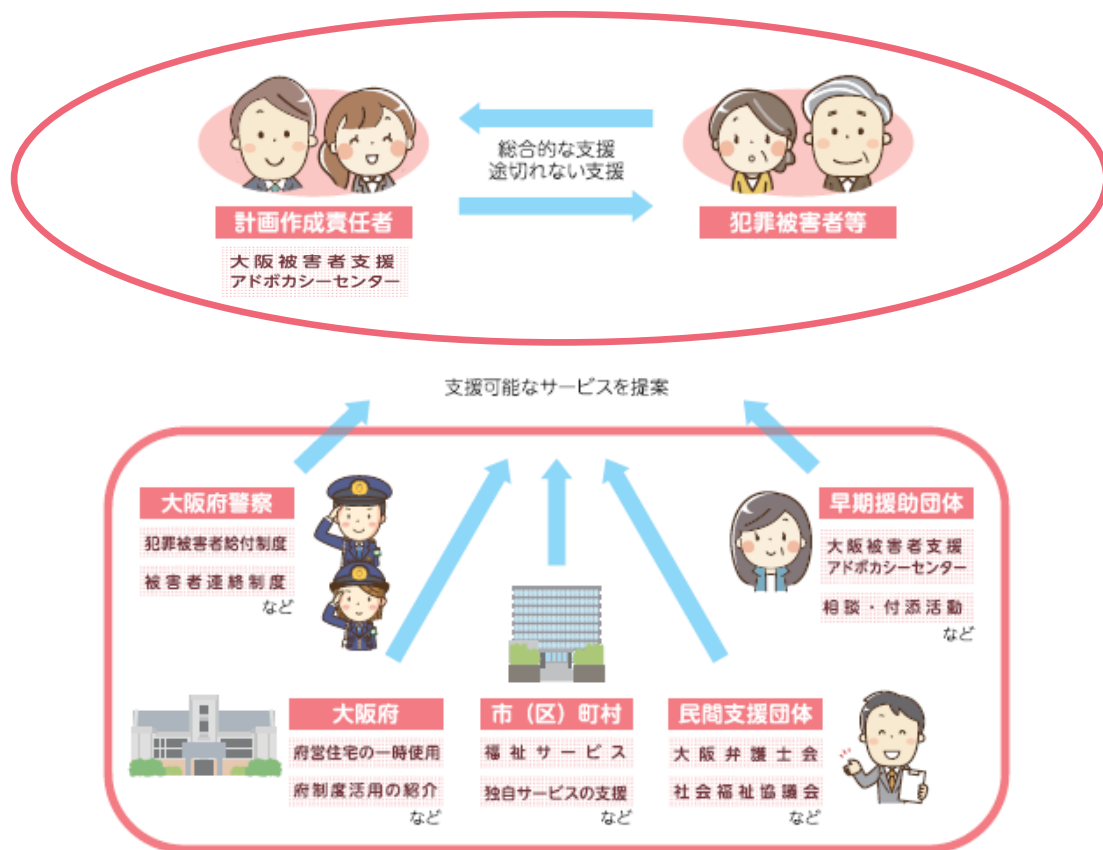 総合的な支援
途切れない支援
計画作成責任者
大阪被害者支援
アドボカシーセンター
犯罪被害者等
支援可能なサービスを提案
大阪府警察
犯罪被害者給付制度
被害者連絡制度
など
早期援助団体
大阪被害者支援
アドボカシーセンター
相談・付添活動
など
大阪府
府営住宅の一時使用
府制度活用の紹介
など
市（区）町村
福祉サービス
独自サービスの支援
など
民間支援団体
大阪弁護士会
社会福祉協議会
など